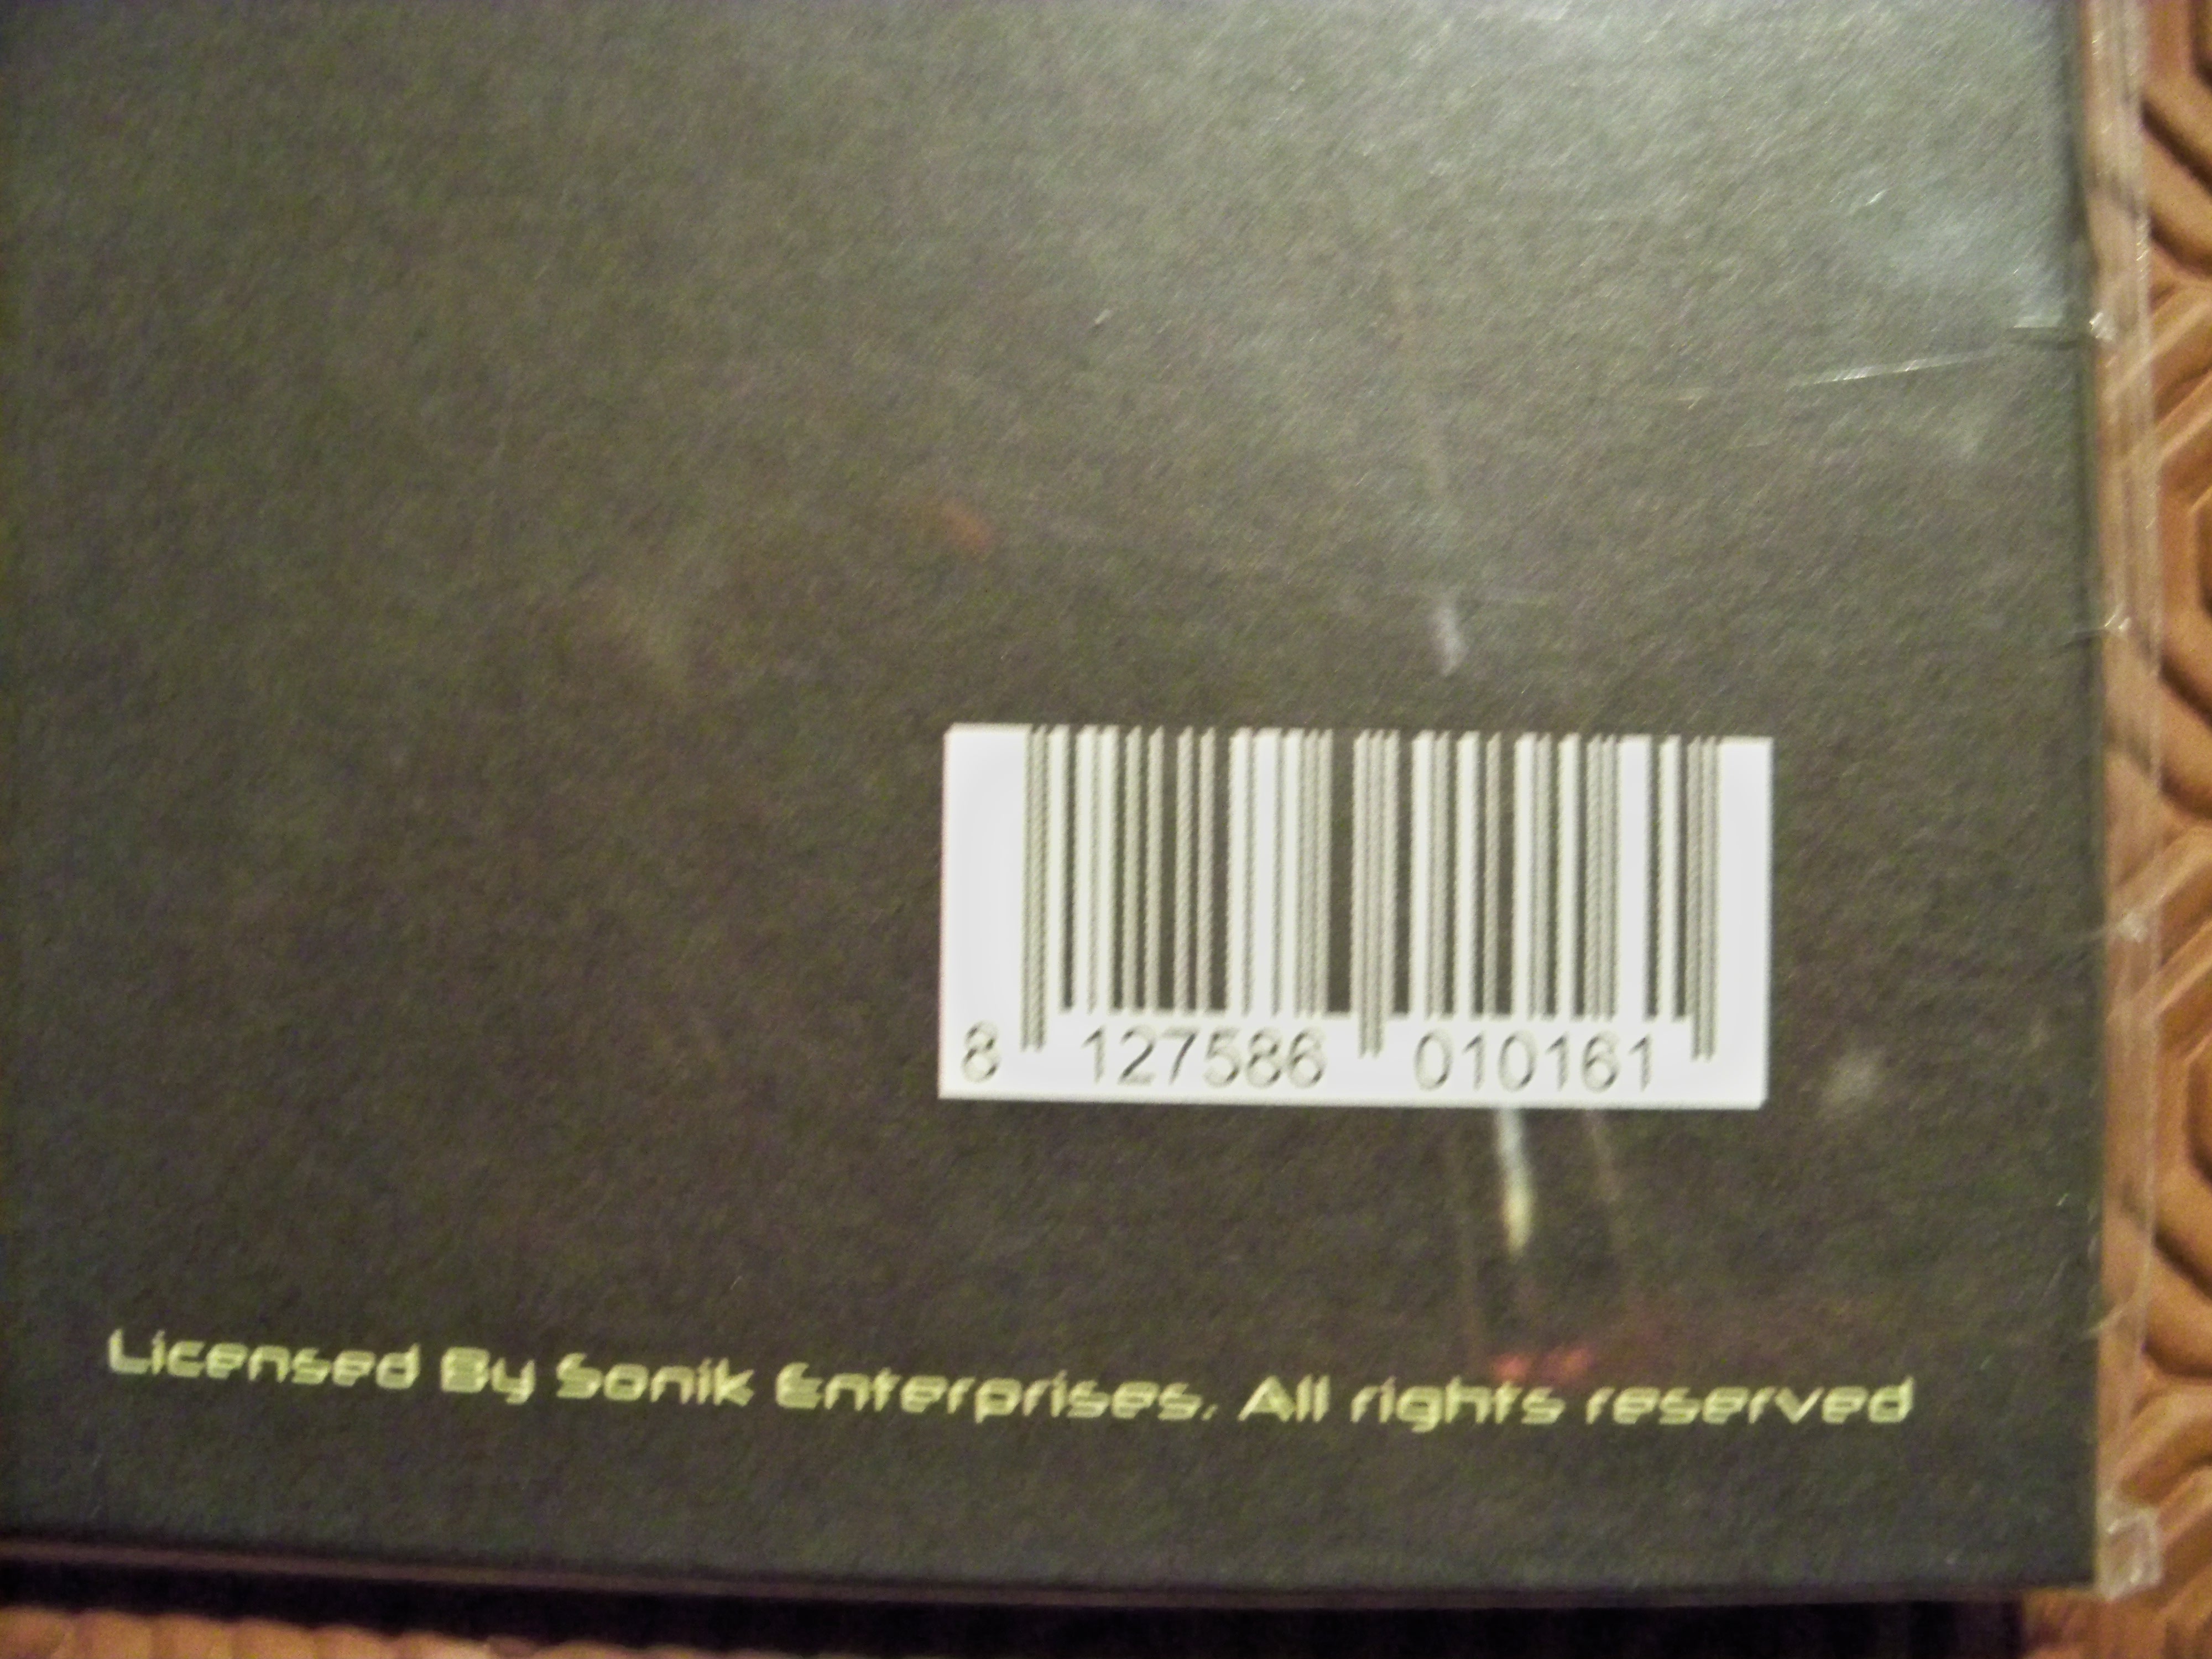 8 127586 010161
Licensed By Sonik Enterprises. All rights reserved